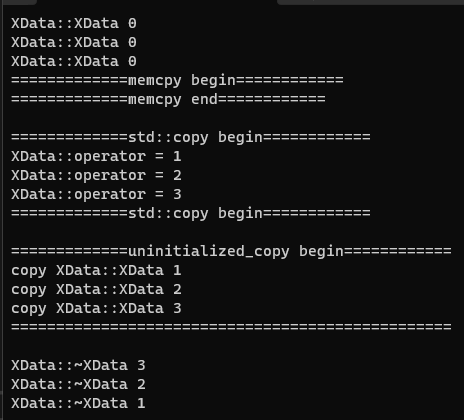 XData::XData 0
XData::XData 0
XData::XData 0
=============memcpy begin============
=============memcpy end============
=============std::copy begin============
XData::operator = 1
XData::operator = 2
XData::operator = 3
=============std::copy begin============
=============uninitialized_copy begin============
copy XData::XData 1
copy XData::XData 2
copy XData::XData 3
=================================================
XData::~XData 3
XData::~XData 2
XData::~XData 1